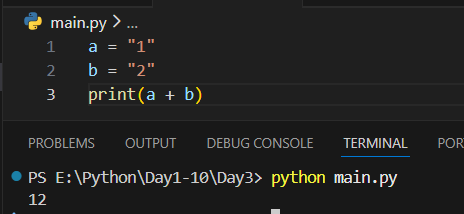 main.py > ...
1 a = "1"
2 b = "2"
3 print(a + b)
PROBLEMS OUTPUT DEBUG CONSOLE TERMINAL POR
PS E:\Python\Day1-10\Day3> python main.py
12